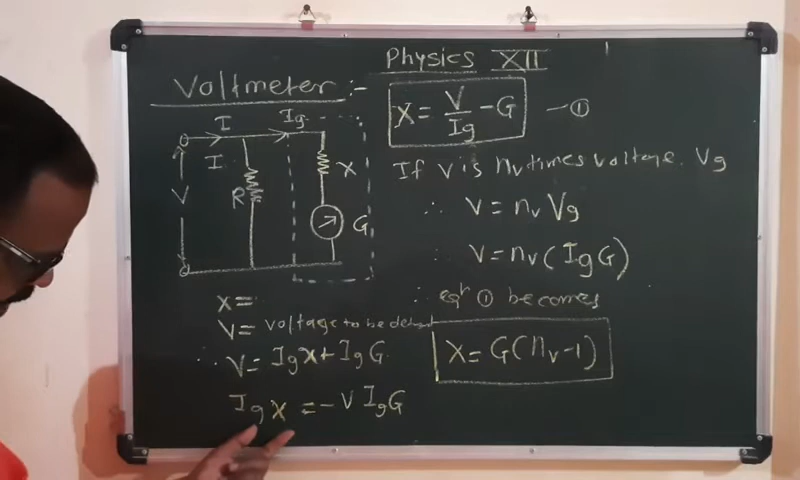 Physics XII
Voltmeter :-
I
Ig
I
V
R
X
G
X =
V = voltage to be
∴ V = Ig X + Ig G
Ig X = - V Ig G
X = V/Ig - G —①
If V is nv times voltage Vg
∴ V = nv Vg
∴ V = nv (Ig G)
∴ eqn ① becomes
X = G (nv - 1)